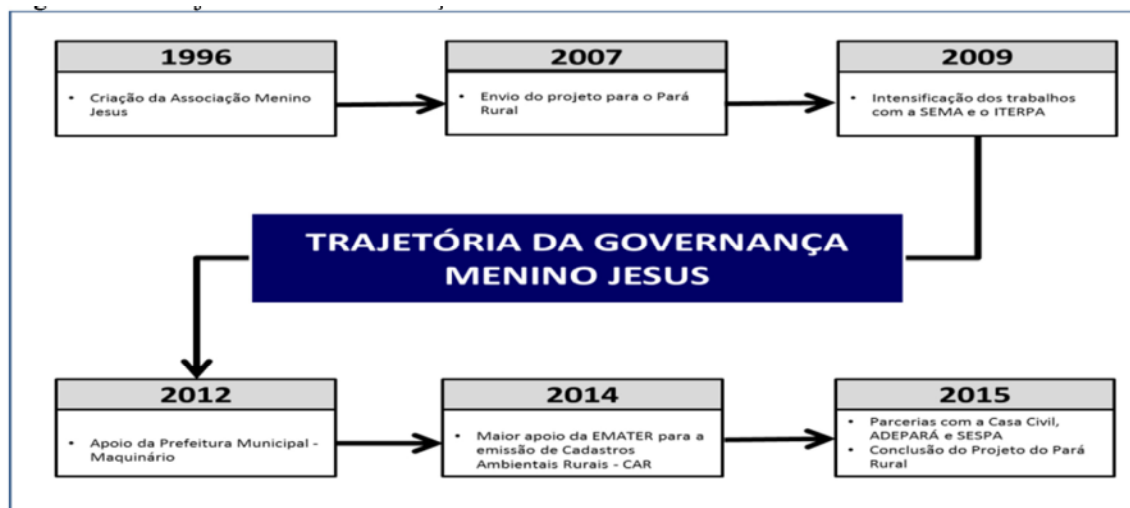 1996
• Criação da Associação Menino
Jesus
2007
• Envio do projeto para o Pará
Rural
2009
• Intensificação dos trabalhos
com a SEMA e o ITERPA
TRAJETÓRIA DA GOVERNANÇA
MENINO JESUS
2012
• Apoio da Prefeitura Municipal -
Maquinário
2014
• Maior apoio da EMATER para a
emissão de Cadastros
Ambientais Rurais - CAR
2015
• Parcerias com a Casa Civil,
ADEPARÁ e SESPA
• Conclusão do Projeto do Pará
Rural